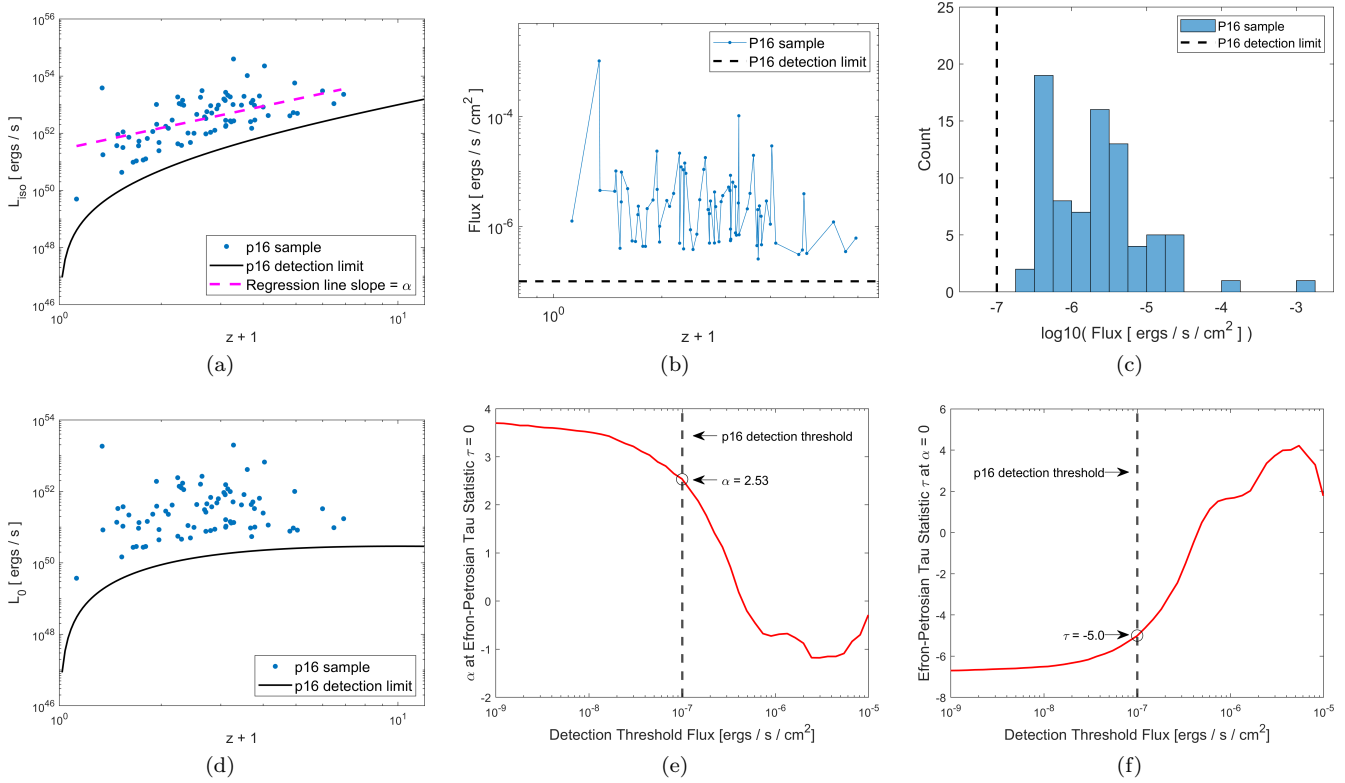 10^56
10^54
10^52
10^50
10^48
10^46
L_iso [ ergs / s ]
p16 sample
p16 detection limit
Regression line slope = α
10^0
10^1
z + 1
(a)
10^-4
10^-6
Flux [ ergs / s / cm^2 ]
P16 sample
P16 detection limit
10^0
z + 1
(b)
25
20
15
10
5
0
Count
P16 sample
P16 detection limit
-7
-6
-5
-4
-3
log10( Flux [ ergs / s / cm^2 ] )
(c)
10^54
10^52
10^50
10^48
10^46
L_0 [ ergs / s ]
p16 sample
p16 detection limit
10^0
10^1
z + 1
(d)
4
3
2
1
0
-1
-2
α at Efron-Petrosian Tau Statistic τ = 0
p16 detection threshold
α = 2.53
10^-9
10^-8
10^-7
10^-6
10^-5
Detection Threshold Flux [ergs / s / cm^2]
(e)
6
4
2
0
-2
-4
-6
-8
Efron-Petrosian Tau Statistic τ at α = 0
p16 detection threshold
τ = -5.0
10^-9
10^-8
10^-7
10^-6
10^-5
Detection Threshold Flux [ergs / s / cm^2]
(f)